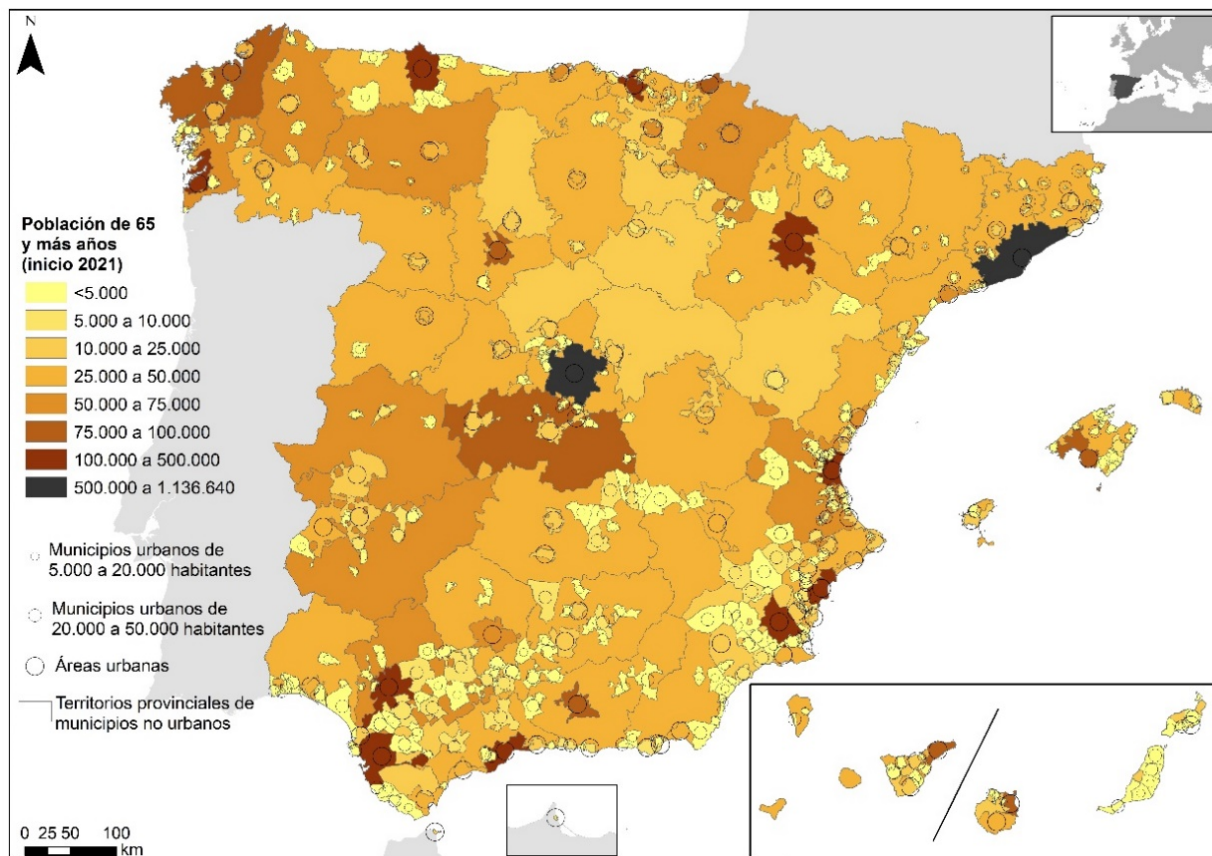 N
Población de 65
y más años
(inicio 2021)
<5.000
5.000 a 10.000
10.000 a 25.000
25.000 a 50.000
50.000 a 75.000
75.000 a 100.000
100.000 a 500.000
500.000 a 1.136.640
Municipios urbanos de
5.000 a 20.000 habitantes
Municipios urbanos de
20.000 a 50.000 habitantes
Áreas urbanas
Territorios provinciales de
municipios no urbanos
0 25 50 100
km